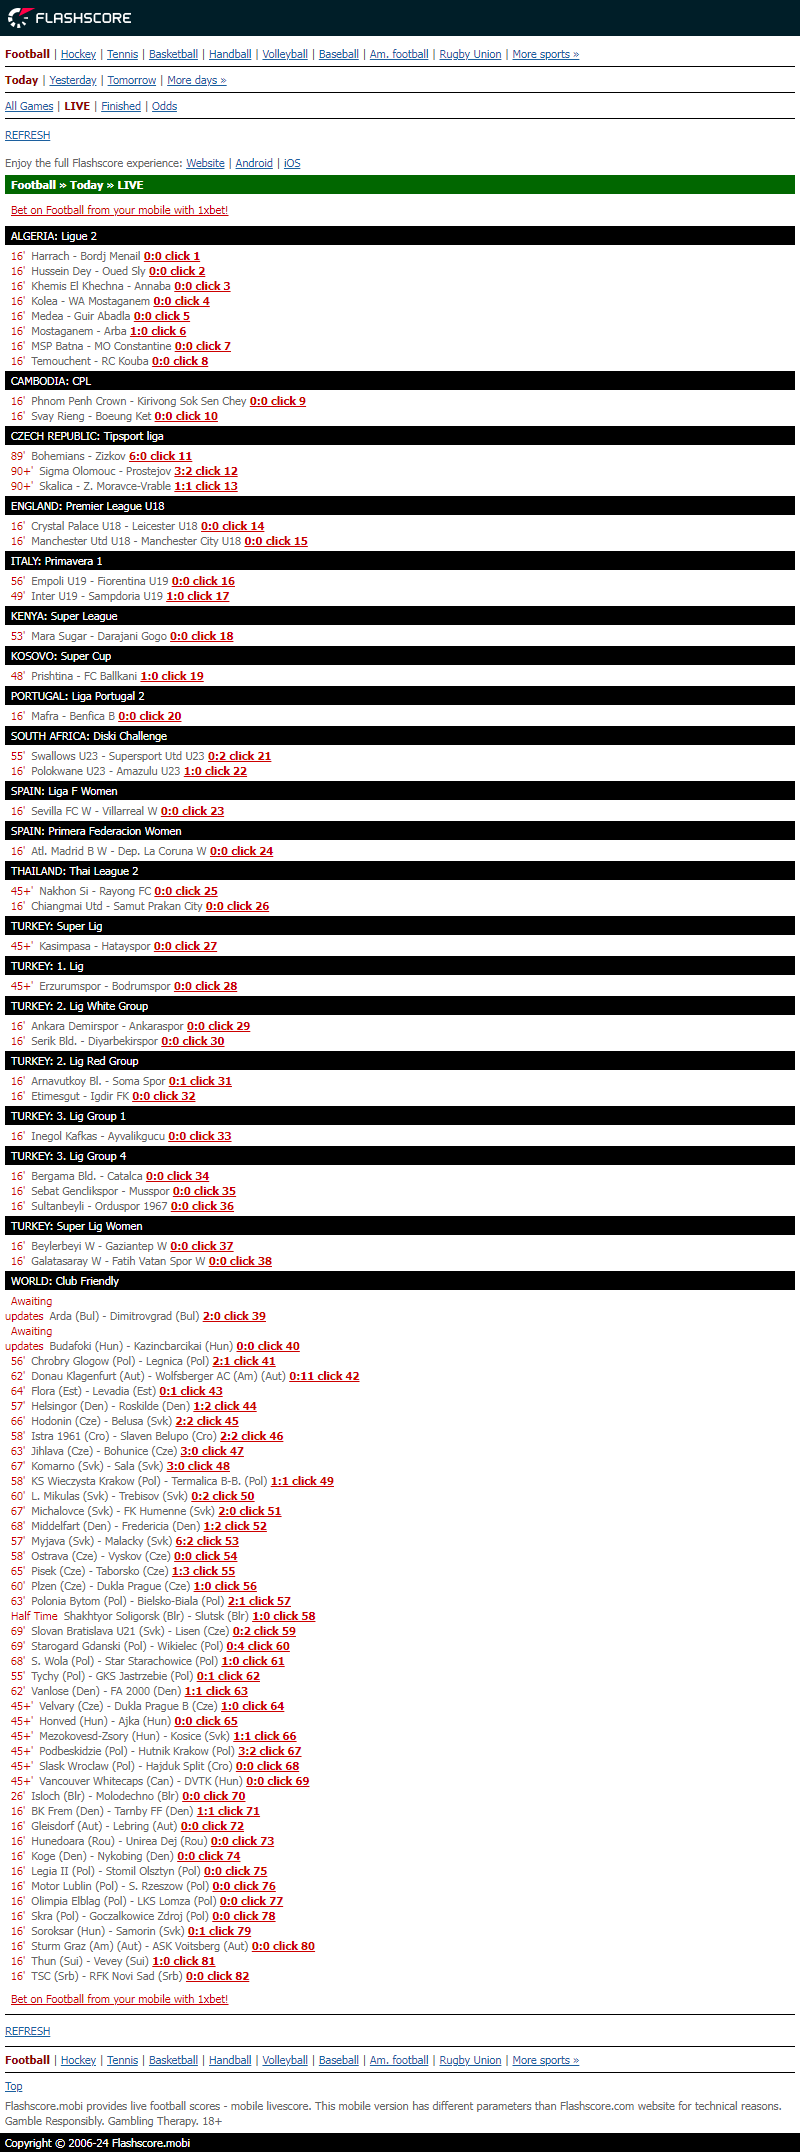 FLASHSCORE
Football | Hockey | Tennis | Basketball | Handball | Volleyball | Baseball | Am. football | Rugby Union | More sports »
Today | Yesterday | Tomorrow | More days »
All Games | LIVE | Finished | Odds
REFRESH
Enjoy the full Flashscore experience: Website | Android | iOS
Football » Today » LIVE
Bet on Football from your mobile with 1xbet!
ALGERIA: Ligue 2
16' Harrach - Bordj Menail 0:0 click 1
16' Hussein Dey - Oued Sly 0:0 click 2
16' Khemis El Khechna - Annaba 0:0 click 3
16' Kolea - WA Mostaganem 0:0 click 4
16' Medea - Guir Abadla 0:0 click 5
16' Mostaganem - Arba 1:0 click 6
16' MSP Batna - MO Constantine 0:0 click 7
16' Temouchent - RC Kouba 0:0 click 8
CAMBODIA: CPL
16' Phnom Penh Crown - Kirivong Sok Sen Chey 0:0 click 9
16' Svay Rieng - Boeung Ket 0:0 click 10
CZECH REPUBLIC: Tipsport liga
89' Bohemians - Zizkov 6:0 click 11
90+' Sigma Olomouc - Prostejov 3:2 click 12
90+' Skalica - Z. Moravce-Vrable 1:1 click 13
ENGLAND: Premier League U18
16' Crystal Palace U18 - Leicester U18 0:0 click 14
16' Manchester Utd U18 - Manchester City U18 0:0 click 15
ITALY: Primavera 1
56' Empoli U19 - Fiorentina U19 0:0 click 16
49' Inter U19 - Sampdoria U19 1:0 click 17
KENYA: Super League
53' Mara Sugar - Darajani Gogo 0:0 click 18
KOSOVO: Super Cup
48' Prishtina - FC Ballkani 1:0 click 19
PORTUGAL: Liga Portugal 2
16' Mafra - Benfica B 0:0 click 20
SOUTH AFRICA: Diski Challenge
55' Swallows U23 - Supersport Utd U23 0:2 click 21
16' Polokwane U23 - Amazulu U23 1:0 click 22
SPAIN: Liga F Women
16' Sevilla FC W - Villarreal W 0:0 click 23
SPAIN: Primera Federacion Women
16' Atl. Madrid B W - Dep. La Coruna W 0:0 click 24
THAILAND: Thai League 2
45+' Nakhon Si - Rayong FC 0:0 click 25
16' Chiangmai Utd - Samut Prakan City 0:0 click 26
TURKEY: Super Lig
45+' Kasimpasa - Hatayspor 0:0 click 27
TURKEY: 1. Lig
45+' Erzurumspor - Bodrumspor 0:0 click 28
TURKEY: 2. Lig White Group
16' Ankara Demirspor - Ankaraspor 0:0 click 29
16' Serik Bld. - Diyarbekirspor 0:0 click 30
TURKEY: 2. Lig Red Group
16' Arnavutkoy Bl. - Soma Spor 0:1 click 31
16' Etimesgut - Igdir FK 0:0 click 32
TURKEY: 3. Lig Group 1
16' Inegol Kafkas - Ayvalikgucu 0:0 click 33
TURKEY: 3. Lig Group 4
16' Bergama Bld. - Catalca 0:0 click 34
16' Sebat Genclikspor - Musspor 0:0 click 35
16' Sultanbeyli - Orduspor 1967 0:0 click 36
TURKEY: Super Lig Women
16' Beylerbeyi W - Gaziantep W 0:0 click 37
16' Galatasaray W - Fatih Vatan Spor W 0:0 click 38
WORLD: Club Friendly
Awaiting
updates Arda (Bul) - Dimitrovgrad (Bul) 2:0 click 39
Awaiting
updates Budafoki (Hun) - Kazincbarcikai (Hun) 0:0 click 40
56' Chrobry Glogow (Pol) - Legnica (Pol) 2:1 click 41
62' Donau Klagenfurt (Aut) - Wolfsberger AC (Am) (Aut) 0:11 click 42
64' Flora (Est) - Levadia (Est) 0:1 click 43
57' Helsingor (Den) - Roskilde (Den) 1:2 click 44
66' Hodonin (Cze) - Belusa (Svk) 2:2 click 45
58' Istra 1961 (Cro) - Slaven Belupo (Cro) 2:2 click 46
63' Jihlava (Cze) - Bohunice (Cze) 3:0 click 47
67' Komarno (Svk) - Sala (Svk) 3:0 click 48
58' KS Wieczysta Krakow (Pol) - Termalica B-B. (Pol) 1:1 click 49
60' L. Mikulas (Svk) - Trebisov (Svk) 0:2 click 50
67' Michalovce (Svk) - FK Humenne (Svk) 2:0 click 51
68' Middelfart (Den) - Fredericia (Den) 1:2 click 52
57' Myjava (Svk) - Malacky (Svk) 6:2 click 53
58' Ostrava (Cze) - Vyskov (Cze) 0:0 click 54
65' Pisek (Cze) - Taborsko (Cze) 1:3 click 55
60' Plzen (Cze) - Dukla Prague (Cze) 1:0 click 56
63' Polonia Bytom (Pol) - Bielsko-Biala (Pol) 2:1 click 57
Half Time Shakhtyor Soligorsk (Blr) - Slutsk (Blr) 1:0 click 58
69' Slovan Bratislava U21 (Svk) - Lisen (Cze) 0:2 click 59
69' Starogard Gdanski (Pol) - Wikielec (Pol) 0:4 click 60
68' S. Wola (Pol) - Star Starachowice (Pol) 1:0 click 61
55' Tychy (Pol) - GKS Jastrzebie (Pol) 0:1 click 62
62' Vanlose (Den) - FA 2000 (Den) 1:1 click 63
45+' Velvary (Cze) - Dukla Prague B (Cze) 1:0 click 64
45+' Honved (Hun) - Ajka (Hun) 0:0 click 65
45+' Mezokovesd-Zsory (Hun) - Kosice (Svk) 1:1 click 66
45+' Podbeskidzie (Pol) - Hutnik Krakow (Pol) 3:2 click 67
45+' Slask Wroclaw (Pol) - Hajduk Split (Cro) 0:0 click 68
45+' Vancouver Whitecaps (Can) - DVTK (Hun) 0:0 click 69
26' Isloch (Blr) - Molodechno (Blr) 0:0 click 70
16' BK Frem (Den) - Tarnby FF (Den) 1:1 click 71
16' Gleisdorf (Aut) - Lebring (Aut) 0:0 click 72
16' Hunedoara (Rou) - Unirea Dej (Rou) 0:0 click 73
16' Koge (Den) - Nykobing (Den) 0:0 click 74
16' Legia II (Pol) - Stomil Olsztyn (Pol) 0:0 click 75
16' Motor Lublin (Pol) - S. Rzeszow (Pol) 0:0 click 76
16' Olimpia Elblag (Pol) - LKS Lomza (Pol) 0:0 click 77
16' Skra (Pol) - Goczalkowice Zdroj (Pol) 0:0 click 78
16' Soroksar (Hun) - Samorin (Svk) 0:1 click 79
16' Sturm Graz (Am) (Aut) - ASK Voitsberg (Aut) 0:0 click 80
16' Thun (Sui) - Vevey (Sui) 1:0 click 81
16' TSC (Srb) - RFK Novi Sad (Srb) 0:0 click 82
Bet on Football from your mobile with 1xbet!
REFRESH
Football | Hockey | Tennis | Basketball | Handball | Volleyball | Baseball | Am. football | Rugby Union | More sports »
Top
Flashscore.mobi provides live football scores - mobile livescore. This mobile version has different parameters than Flashscore.com website for technical reasons.
Gamble Responsibly. Gambling Therapy. 18+
Copyright © 2006-24 Flashscore.mobi